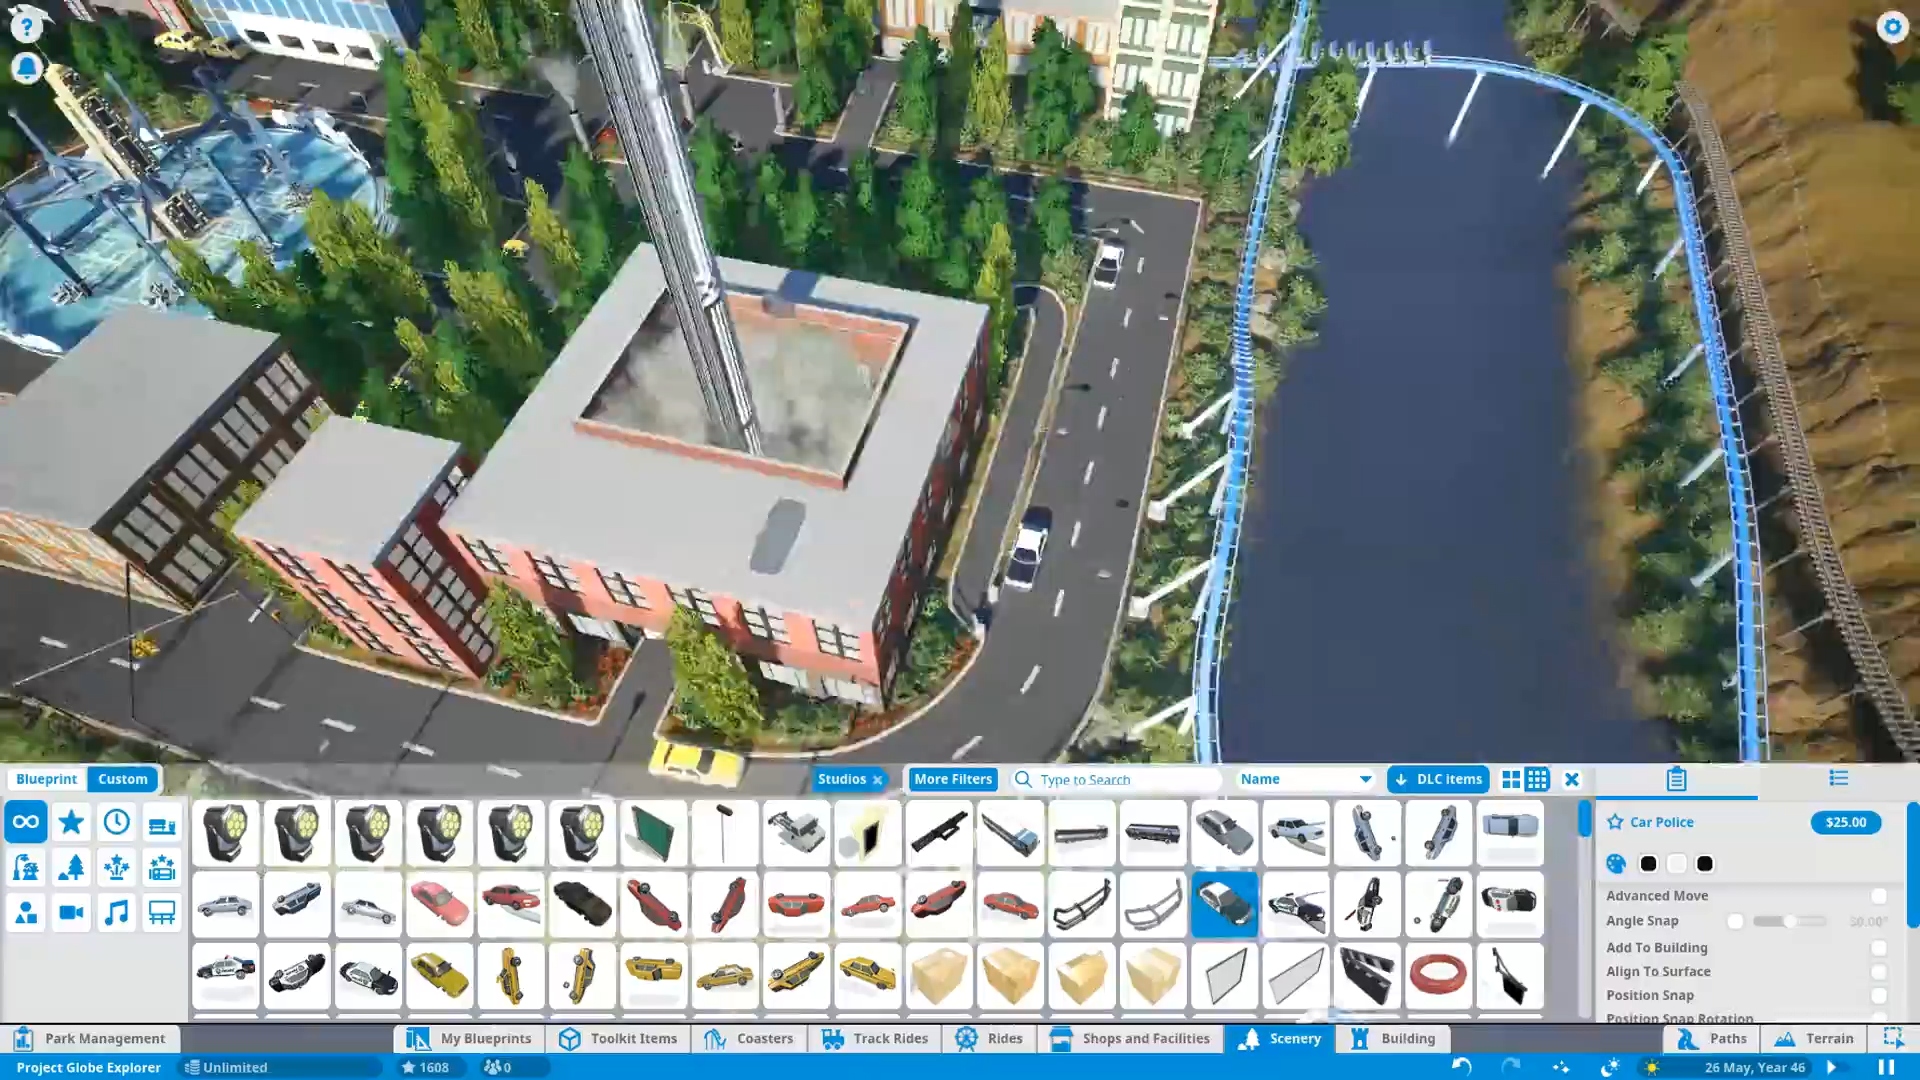 ?
Blueprint Custom Studios × More Filters Type to Search Name DLC items
Car Police $25.00
Advanced Move
Angle Snap
Add To Building
Align To Surface
Position Snap
Position Snap Rotation
Park Management My Blueprints Toolkit Items Coasters Track Rides Rides Shops and Facilities Scenery Building Paths Terrain
Project Globe Explorer Unlimited 1608 0 26 May, Year 46